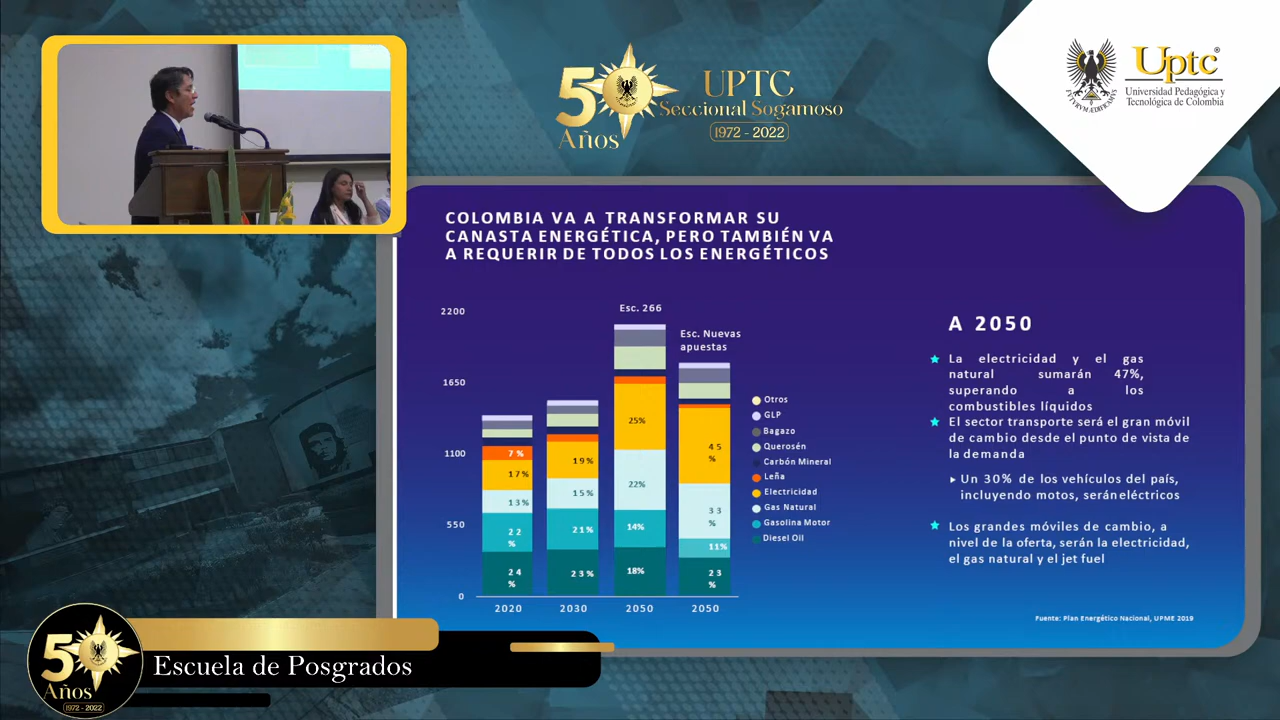 50
Años
UPTC
Seccional Sogamoso
1972 - 2022
Uptc
Universidad Pedagógica y
Tecnológica de Colombia
COLOMBIA VA A TRANSFORMAR SU
CANASTA ENERGÉTICA, PERO TAMBIÉN VA
A REQUERIR DE TODOS LOS ENERGÉTICOS
2200
1650
1100
550
0
Esc. 266
Esc. Nuevas
apuestas
7%
17%
13%
22
%
24
%
19%
15%
21%
23%
25%
22%
14%
18%
45
%
33
%
11%
23
%
2020
2030
2050
2050
Otros
GLP
Bagazo
Querosén
Carbón Mineral
Leña
Electricidad
Gas Natural
Gasolina Motor
Diesel Oil
A 2050
La electricidad y el gas
natural sumarán 47%,
superando a los
combustibles líquidos
El sector transporte será el gran móvil
de cambio desde el punto de vista de
la demanda
Un 30% de los vehículos del país,
incluyendo motos, serán eléctricos
Los grandes móviles de cambio, a
nivel de la oferta, serán la electricidad,
el gas natural y el jet fuel
Fuente: Plan Energético Nacional, UPME 2019
50
Años
1972 - 2022
Escuela de Posgrados